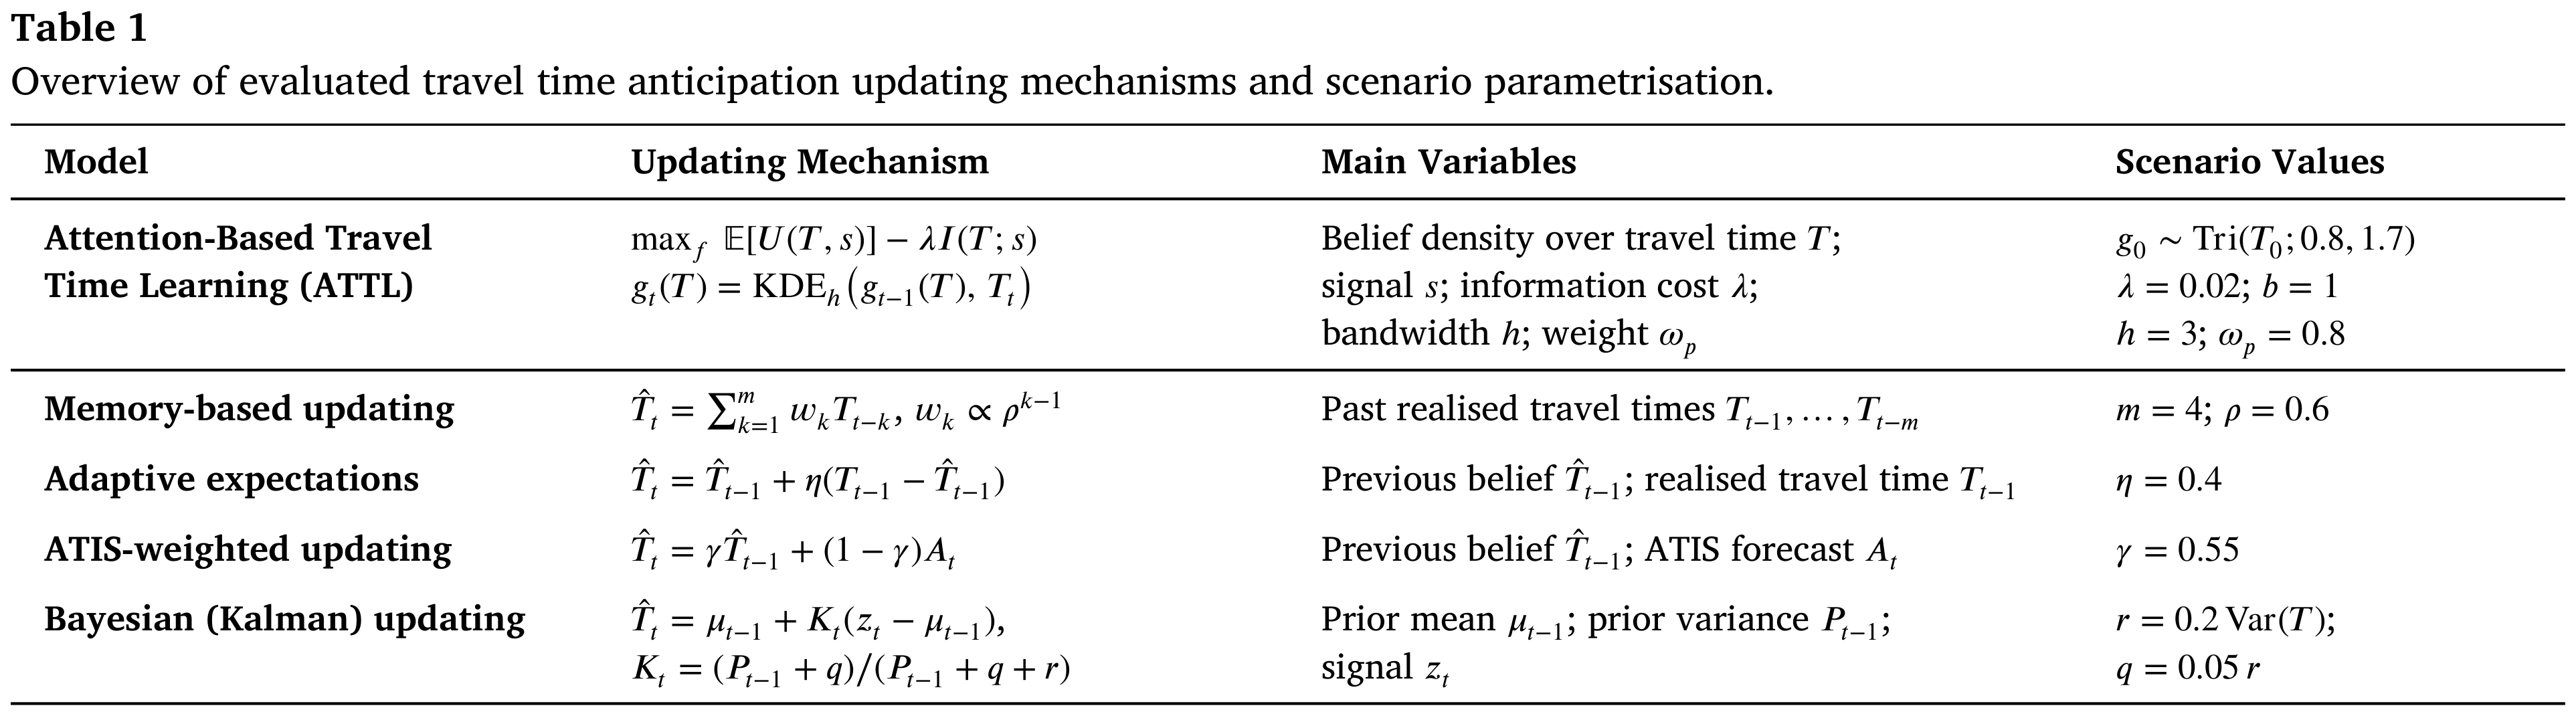 Table 1
Overview of evaluated travel time anticipation updating mechanisms and scenario parametrisation.
Model Updating Mechanism Main Variables Scenario Values
Attention-Based Travel max_f 𝔼[U(T, s)] − λI(T; s) Belief density over travel time T; g₀ ∼ Tri(T₀; 0.8, 1.7)
Time Learning (ATTL) g_t(T) = KDE_h(g_{t−1}(T), T_t) signal s; information cost λ; λ = 0.02; b = 1
bandwidth h; weight ω_p h = 3; ω_p = 0.8
Memory-based updating T̂_t = ∑_{k=1}^{m} w_k T_{t−k}, w_k ∝ ρ^{k−1} Past realised travel times T_{t−1}, … , T_{t−m} m = 4; ρ = 0.6
Adaptive expectations T̂_t = T̂_{t−1} + η(T_{t−1} − T̂_{t−1}) Previous belief T̂_{t−1}; realised travel time T_{t−1} η = 0.4
ATIS-weighted updating T̂_t = γT̂_{t−1} + (1 − γ)A_t Previous belief T̂_{t−1}; ATIS forecast A_t γ = 0.55
Bayesian (Kalman) updating T̂_t = μ_{t−1} + K_t(z_t − μ_{t−1}), Prior mean μ_{t−1}; prior variance P_{t−1}; r = 0.2 Var(T);
K_t = (P_{t−1} + q)/(P_{t−1} + q + r) signal z_t q = 0.05 r